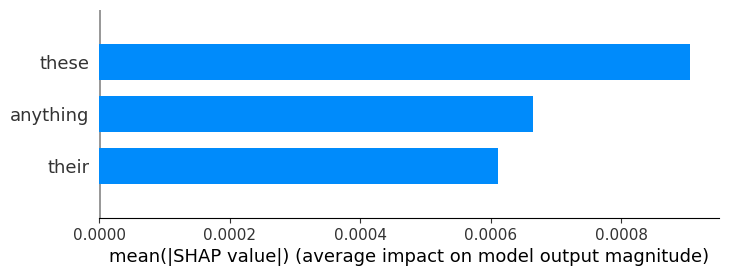 these
anything
their
0.0000 0.0002 0.0004 0.0006 0.0008
mean(|SHAP value|) (average impact on model output magnitude)